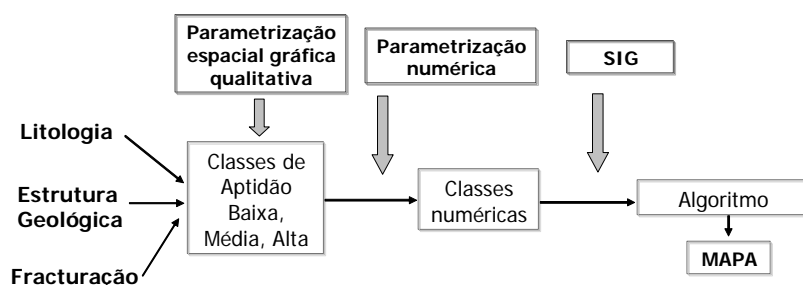 Parametrização
espacial gráfica
qualitativa
Parametrização
numérica
SIG
Litologia
Estrutura
Geológica
Fracturação
Classes de
Aptidão
Baixa,
Média, Alta
Classes
numéricas
Algoritmo
MAPA